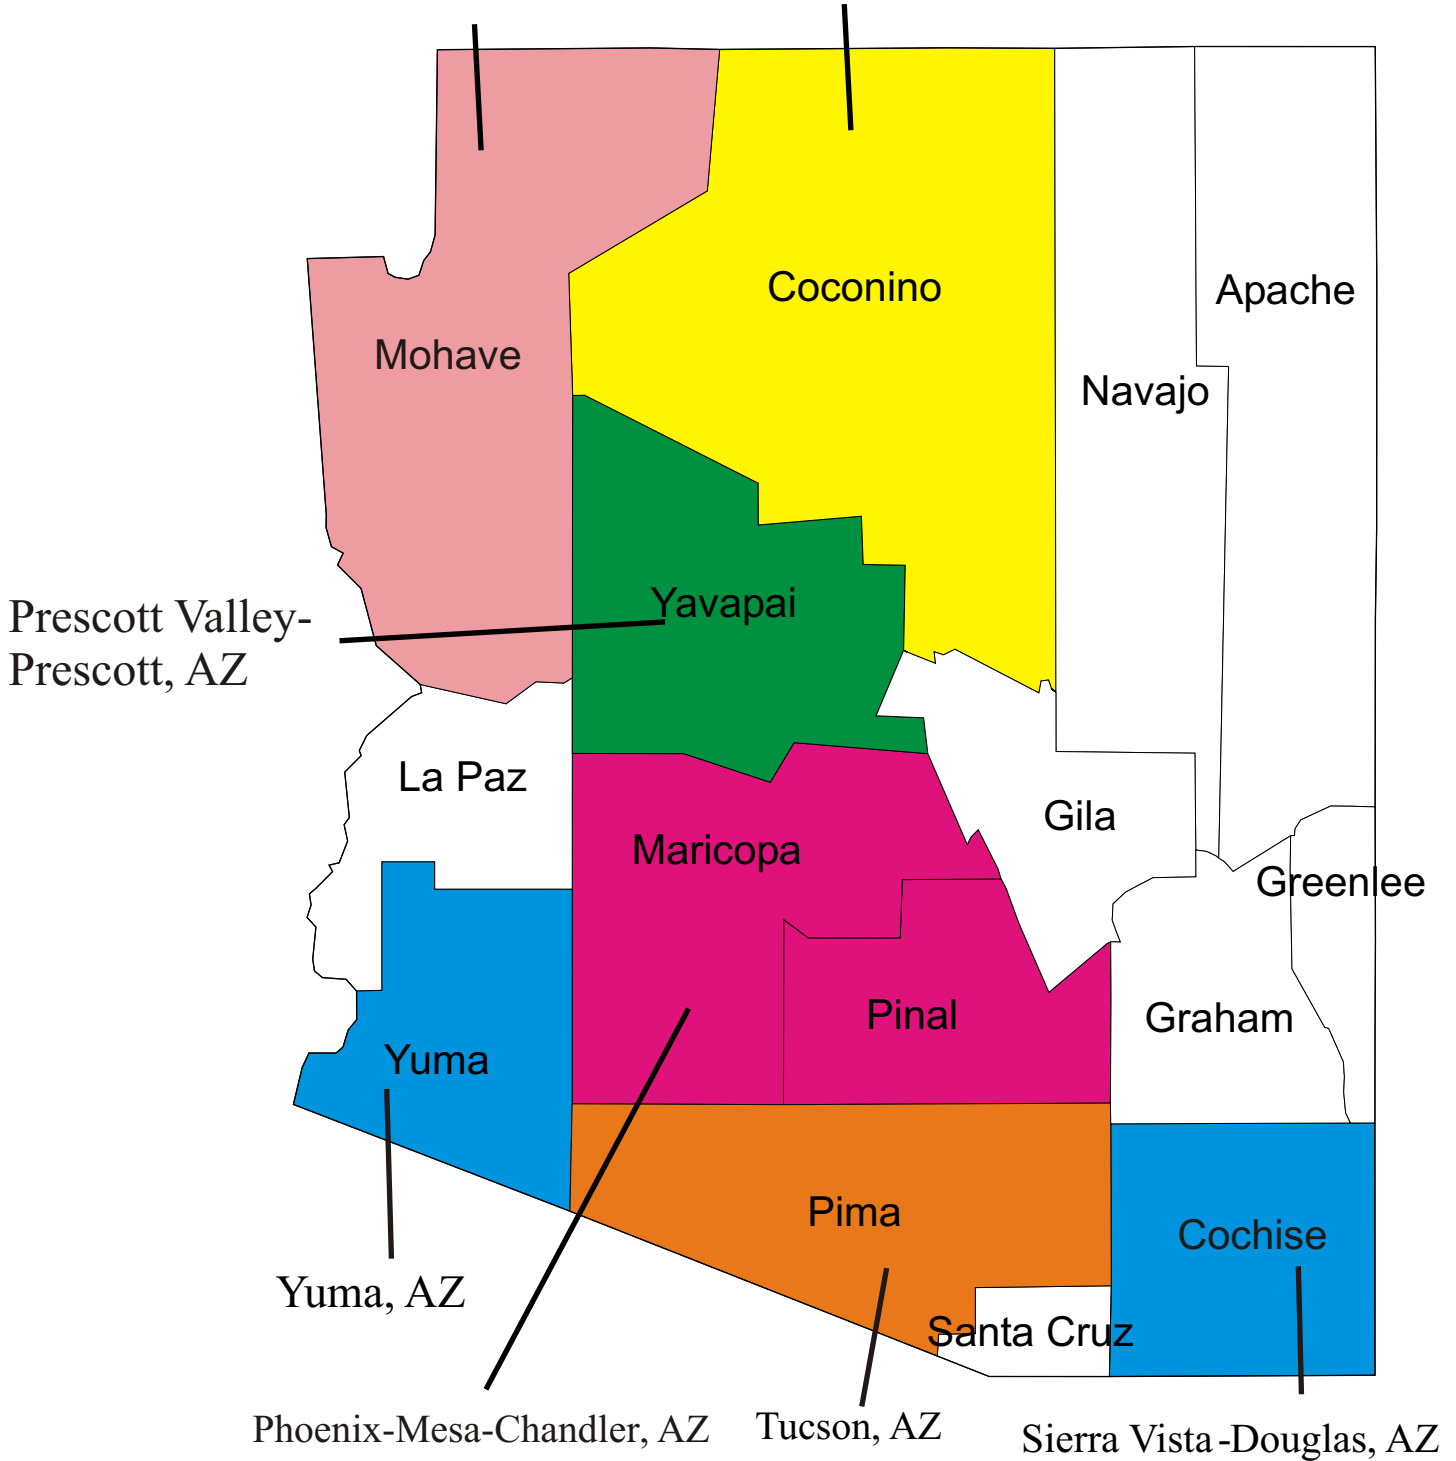 Coconino
Apache
Mohave
Navajo
Prescott Valley-
Prescott, AZ
Yavapai
La Paz
Gila
Maricopa
Greenlee
Pinal
Graham
Yuma
Pima
Cochise
Yuma, AZ
Santa Cruz
Phoenix-Mesa-Chandler, AZ
Tucson, AZ
Sierra Vista-Douglas, AZ